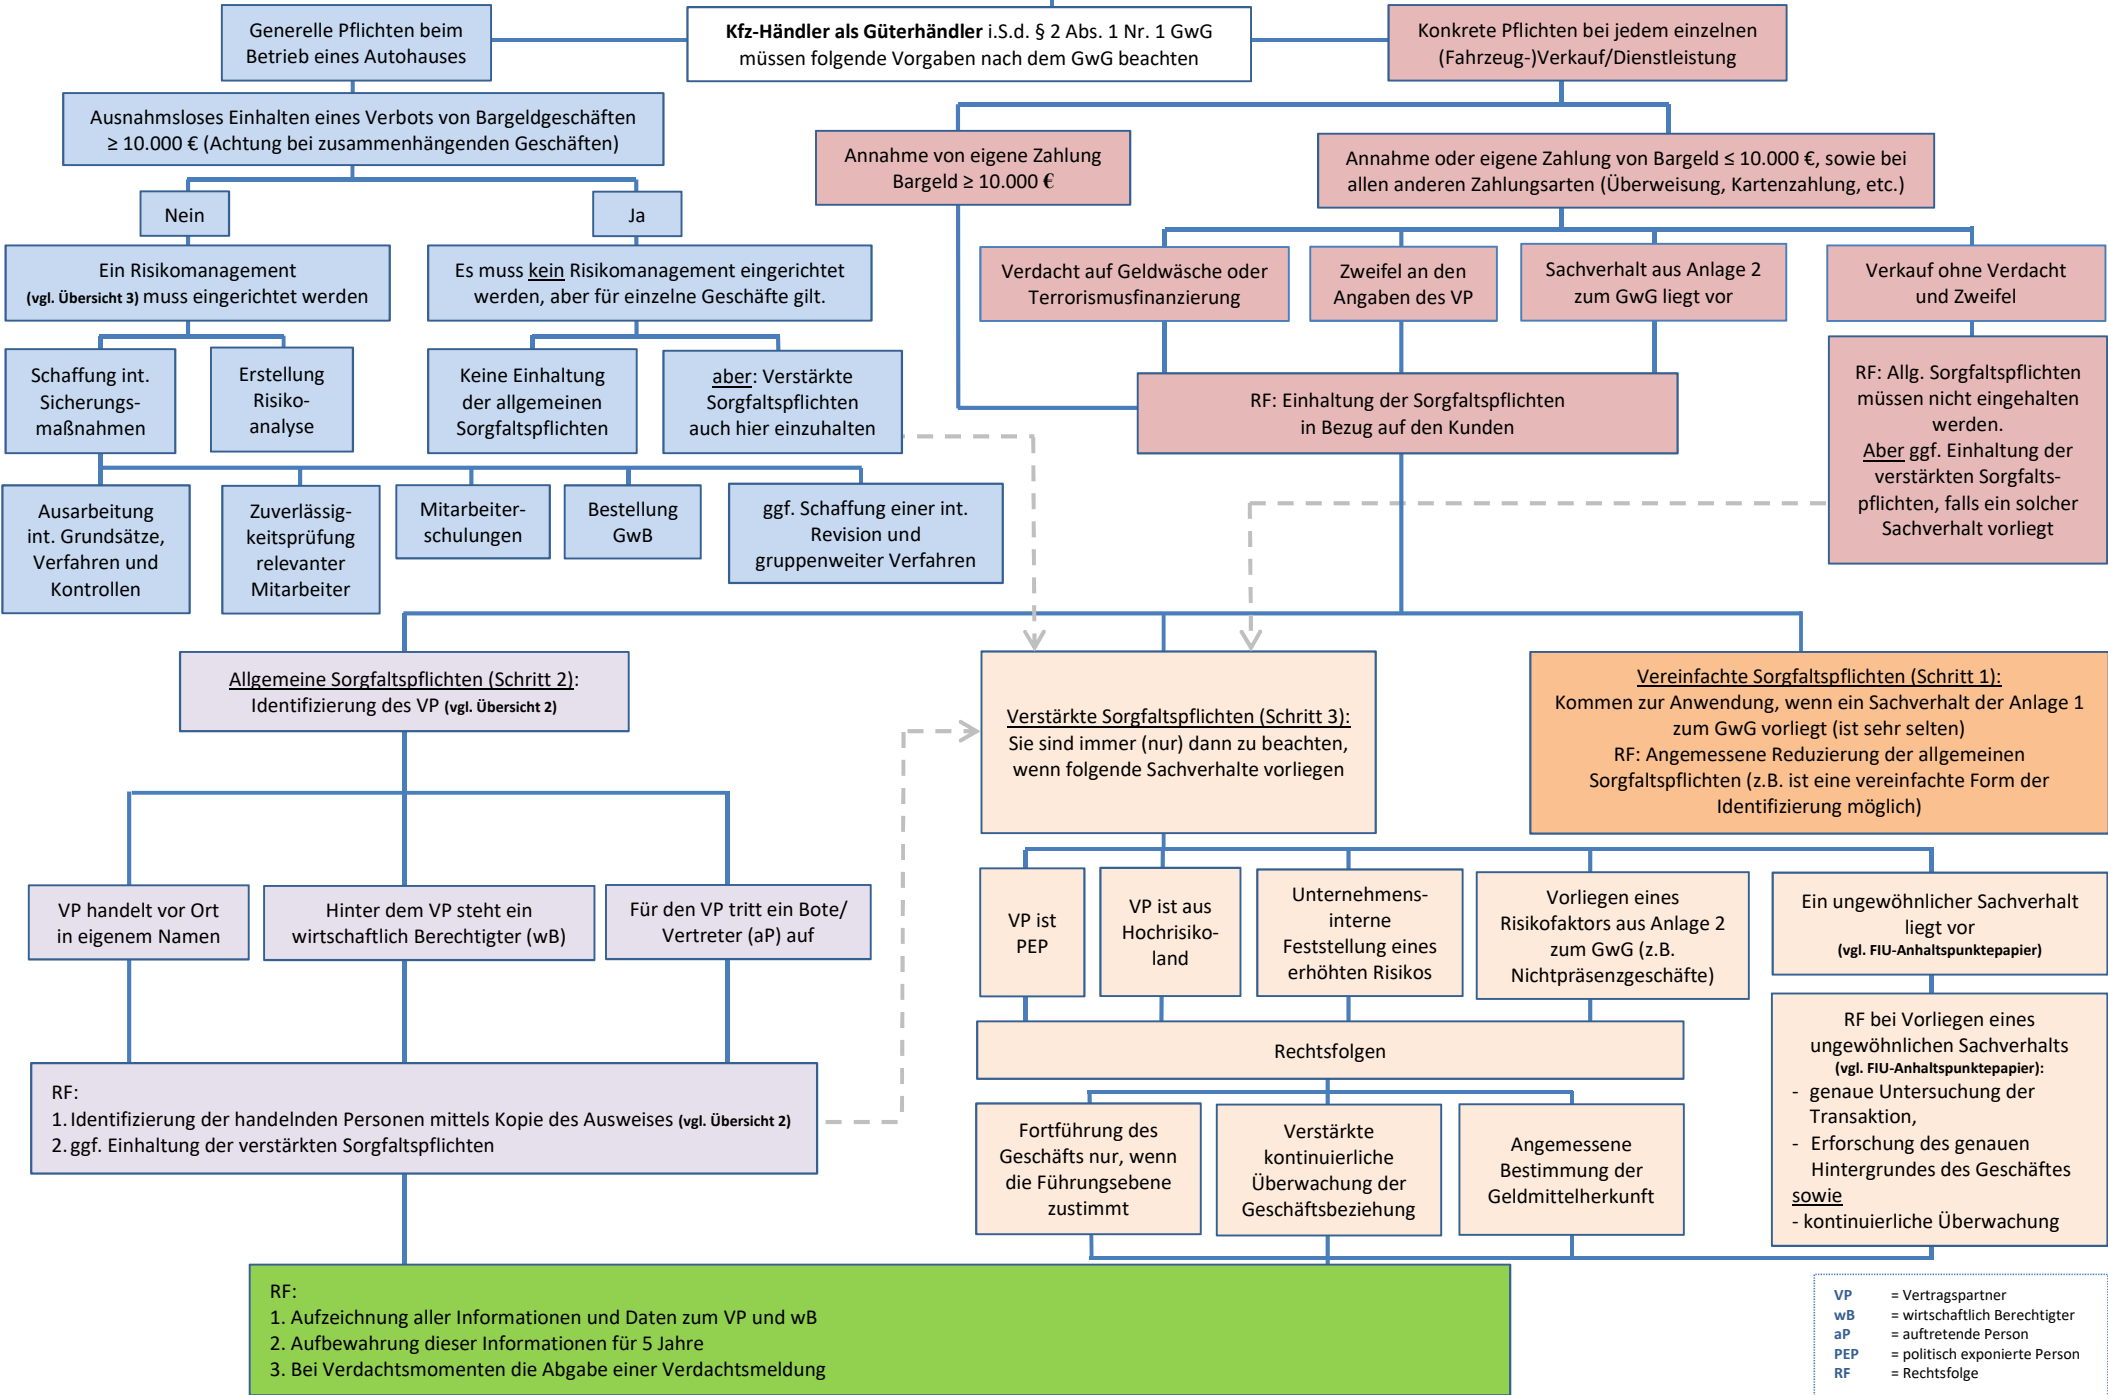 Generelle Pflichten beim
Betrieb eines Autohauses
Kfz-Händler als Güterhändler i.S.d. § 2 Abs. 1 Nr. 1 GwG
müssen folgende Vorgaben nach dem GwG beachten
Konkrete Pflichten bei jedem einzelnen
(Fahrzeug-)Verkauf/Dienstleistung
Ausnahmsloses Einhalten eines Verbots von Bargeldgeschäften
≥ 10.000 € (Achtung bei zusammenhängenden Geschäften)
Annahme von eigene Zahlung
Bargeld ≥ 10.000 €
Annahme oder eigene Zahlung von Bargeld ≤ 10.000 €, sowie bei
allen anderen Zahlungsarten (Überweisung, Kartenzahlung, etc.)
Nein
Ja
Ein Risikomanagement
(vgl. Übersicht 3) muss eingerichtet werden
Es muss kein Risikomanagement eingerichtet
werden, aber für einzelne Geschäfte gilt.
Verdacht auf Geldwäsche oder
Terrorismusfinanzierung
Zweifel an den
Angaben des VP
Sachverhalt aus Anlage 2
zum GwG liegt vor
Verkauf ohne Verdacht
und Zweifel
Schaffung int.
Sicherungs-
maßnahmen
Erstellung
Risiko-
analyse
Keine Einhaltung
der allgemeinen
Sorgfaltspflichten
aber: Verstärkte
Sorgfaltspflichten
auch hier einzuhalten
RF: Einhaltung der Sorgfaltspflichten
in Bezug auf den Kunden
RF: Allg. Sorgfaltspflichten
müssen nicht eingehalten
werden.
Aber ggf. Einhaltung der
verstärkten Sorgfalts-
pflichten, falls ein solcher
Sachverhalt vorliegt
Ausarbeitung
int. Grundsätze,
Verfahren und
Kontrollen
Zuverlässig-
keitsprüfung
relevanter
Mitarbeiter
Mitarbeiter-
schulungen
Bestellung
GwB
ggf. Schaffung einer int.
Revision und
gruppenweiter Verfahren
Allgemeine Sorgfaltspflichten (Schritt 2):
Identifizierung des VP (vgl. Übersicht 2)
Verstärkte Sorgfaltspflichten (Schritt 3):
Sie sind immer (nur) dann zu beachten,
wenn folgende Sachverhalte vorliegen
Vereinfachte Sorgfaltspflichten (Schritt 1):
Kommen zur Anwendung, wenn ein Sachverhalt der Anlage 1
zum GwG vorliegt (ist sehr selten)
RF: Angemessene Reduzierung der allgemeinen
Sorgfaltspflichten (z.B. ist eine vereinfachte Form der
Identifizierung möglich)
VP handelt vor Ort
in eigenem Namen
Hinter dem VP steht ein
wirtschaftlich Berechtigter (wB)
Für den VP tritt ein Bote/
Vertreter (aP) auf
VP ist
PEP
VP ist aus
Hochrisiko-
land
Unternehmens-
interne
Feststellung eines
erhöhten Risikos
Vorliegen eines
Risikofaktors aus Anlage 2
zum GwG (z.B.
Nichtpräsenzgeschäfte)
Ein ungewöhnlicher Sachverhalt
liegt vor
(vgl. FIU-Anhaltspunktepapier)
Rechtsfolgen
RF bei Vorliegen eines
ungewöhnlichen Sachverhalts
(vgl. FIU-Anhaltspunktepapier):
- genaue Untersuchung der
Transaktion,
- Erforschung des genauen
Hintergrundes des Geschäftes
sowie
- kontinuierliche Überwachung
RF:
1. Identifizierung der handelnden Personen mittels Kopie des Ausweises (vgl. Übersicht 2)
2. ggf. Einhaltung der verstärkten Sorgfaltspflichten
Fortführung des
Geschäfts nur, wenn
die Führungsebene
zustimmt
Verstärkte
kontinuierliche
Überwachung der
Geschäftsbeziehung
Angemessene
Bestimmung der
Geldmittelherkunft
RF:
1. Aufzeichnung aller Informationen und Daten zum VP und wB
2. Aufbewahrung dieser Informationen für 5 Jahre
3. Bei Verdachtsmomenten die Abgabe einer Verdachtsmeldung
VP = Vertragspartner
wB = wirtschaftlich Berechtigter
aP = auftretende Person
PEP = politisch exponierte Person
RF = Rechtsfolge